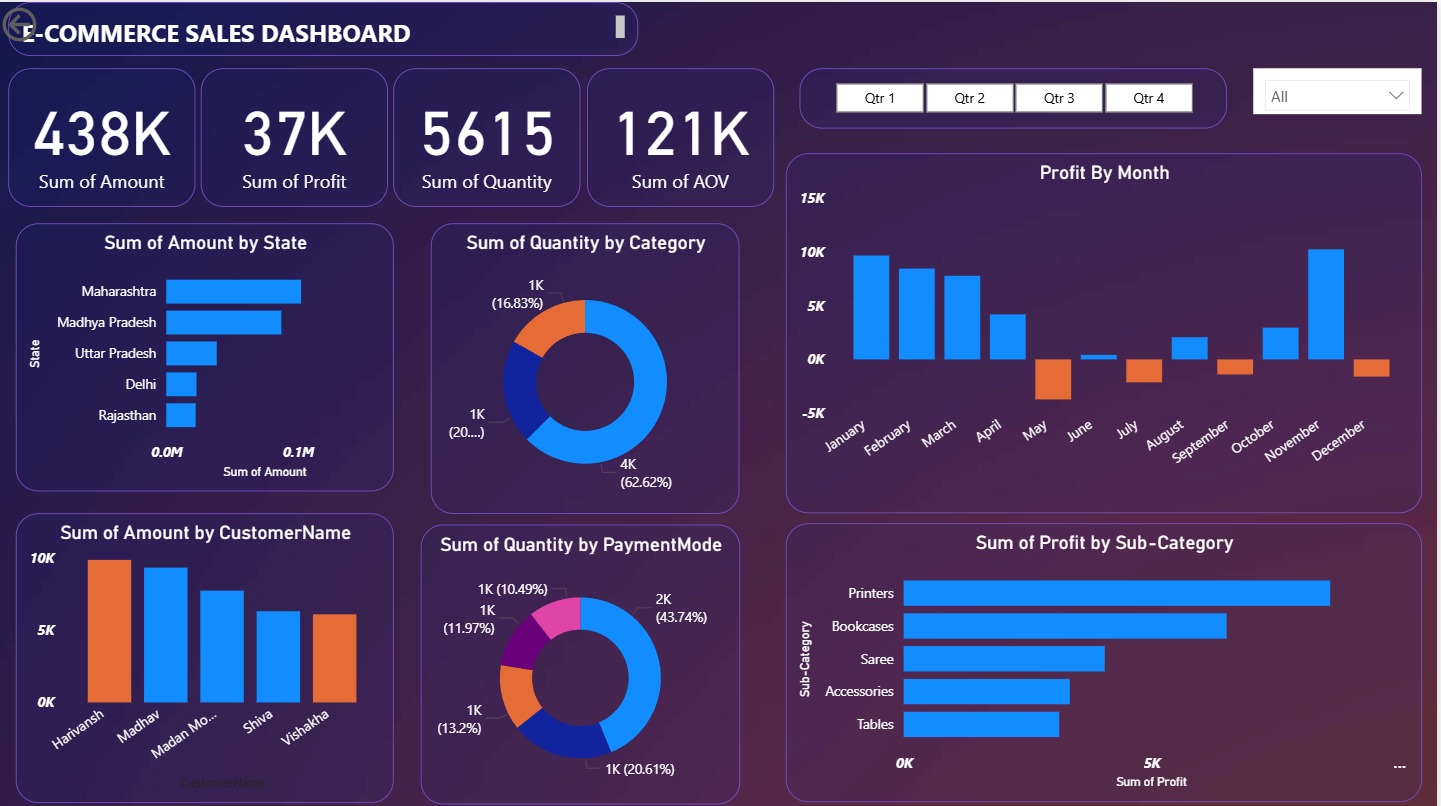 E-COMMERCE SALES DASHBOARD
438K
Sum of Amount
37K
Sum of Profit
5615
Sum of Quantity
121K
Sum of AOV
Qtr 1
Qtr 2
Qtr 3
Qtr 4
All
Sum of Amount by State
State
Maharashtra
Madhya Pradesh
Uttar Pradesh
Delhi
Rajasthan
0.0M
0.1M
Sum of Amount
Sum of Quantity by Category
1K
(16.83%)
1K
(20....)
4K
(62.62%)
Profit By Month
15K
10K
5K
0K
-5K
January
February
March
April
May
June
July
August
September
October
November
December
Sum of Amount by CustomerName
10K
5K
0K
Harivansh
Madhav
Madan Mo...
Shiva
Vishakha
CustomerName
Sum of Quantity by PaymentMode
1K (10.49%)
1K
(11.97%)
1K
(13.2%)
2K
(43.74%)
1K (20.61%)
Sum of Profit by Sub-Category
Sub-Category
Printers
Bookcases
Saree
Accessories
Tables
0K
5K
...
Sum of Profit